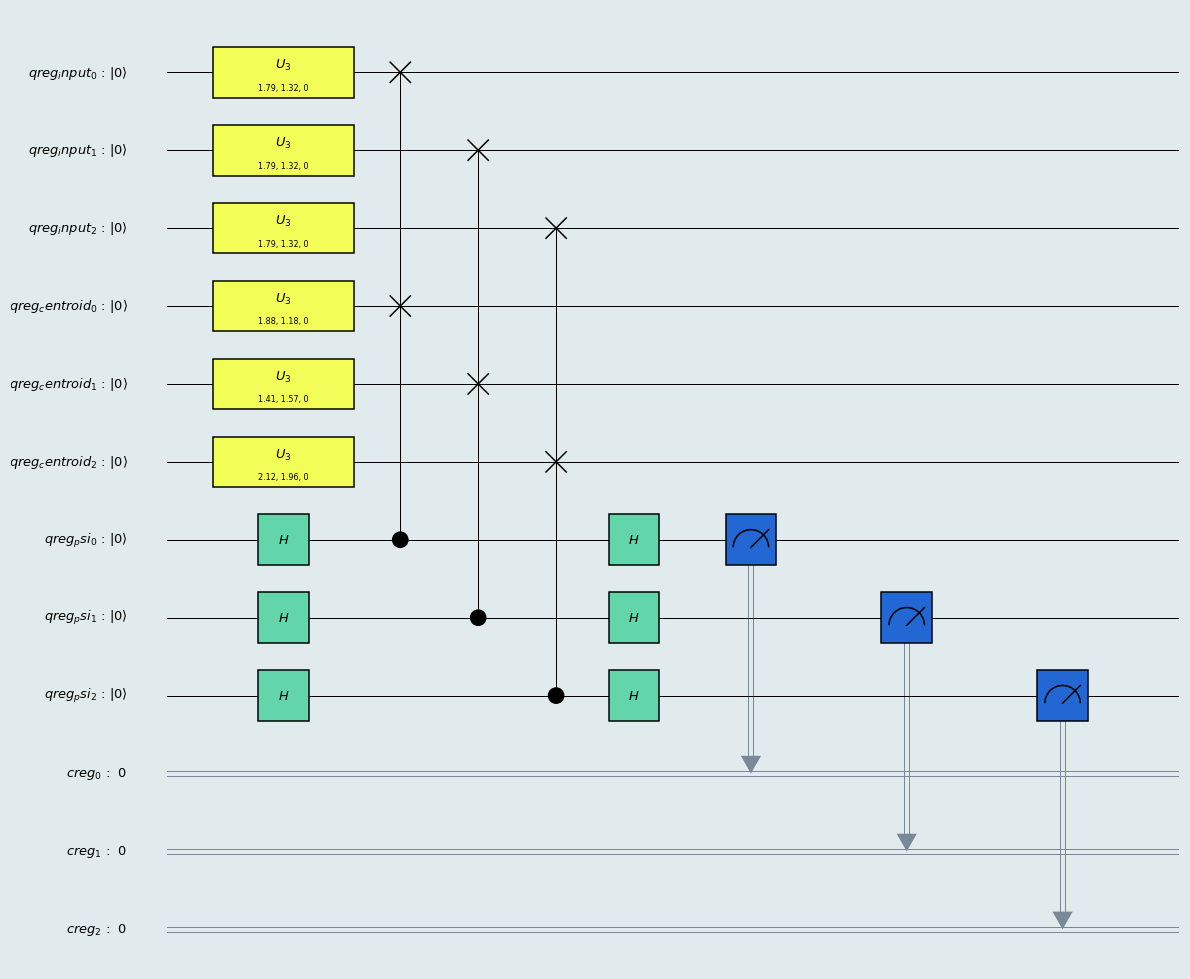 qregᵢnput₀ : |0⟩ U₃ 1.79, 1.32, 0
qregᵢnput₁ : |0⟩ U₃ 1.79, 1.32, 0
qregᵢnput₂ : |0⟩ U₃ 1.79, 1.32, 0
qreg_centroid₀ : |0⟩ U₃ 1.88, 1.18, 0
qreg_centroid₁ : |0⟩ U₃ 1.41, 1.57, 0
qreg_centroid₂ : |0⟩ U₃ 2.12, 1.96, 0
qregₚsi₀ : |0⟩ H H
qregₚsi₁ : |0⟩ H H
qregₚsi₂ : |0⟩ H H
creg₀ : 0
creg₁ : 0
creg₂ : 0